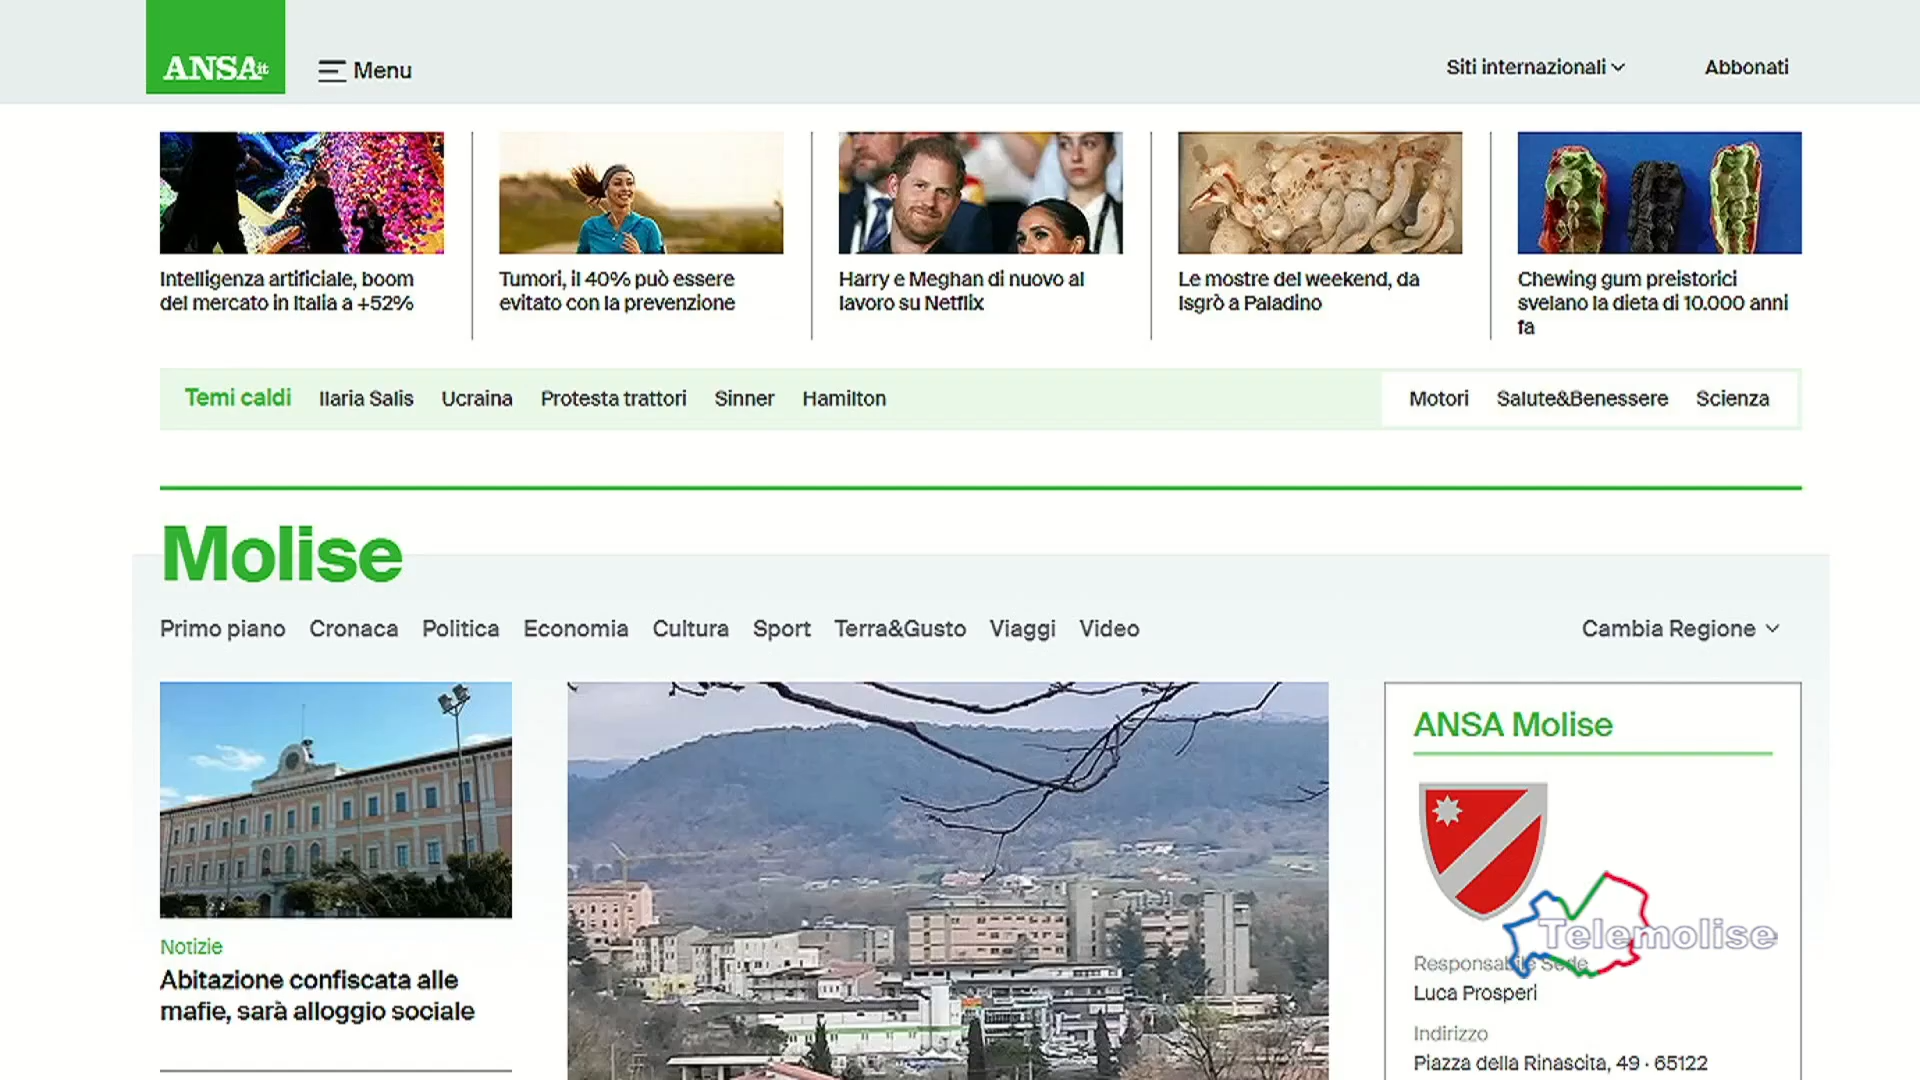 ANSA.it
Menu
Siti internazionali
Abbonati
Intelligenza artificiale, boom
del mercato in Italia a +52%
Tumori, il 40% può essere
evitato con la prevenzione
Harry e Meghan di nuovo al
lavoro su Netflix
Le mostre del weekend, da
Isgrò a Paladino
Chewing gum preistorici
svelano la dieta di 10.000 anni
fa
Temi caldi Ilaria Salis Ucraina Protesta trattori Sinner Hamilton
Motori Salute&Benessere Scienza
Molise
Primo piano Cronaca Politica Economia Cultura Sport Terra&Gusto Viaggi Video
Cambia Regione
Notizie
Abitazione confiscata alle
mafie, sarà alloggio sociale
ANSA Molise
Telemolise
Responsabile Sede
Luca Prosperi
Indirizzo
Piazza della Rinascita, 49 · 65122